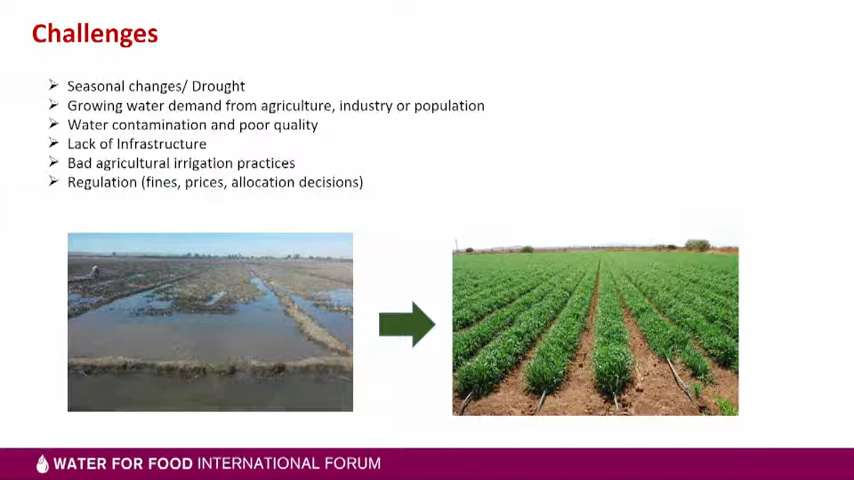 Challenges
➢ Seasonal changes/ Drought
➢ Growing water demand from agriculture, industry or population
➢ Water contamination and poor quality
➢ Lack of Infrastructure
➢ Bad agricultural irrigation practices
➢ Regulation (fines, prices, allocation decisions)
WATER FOR FOOD INTERNATIONAL FORUM